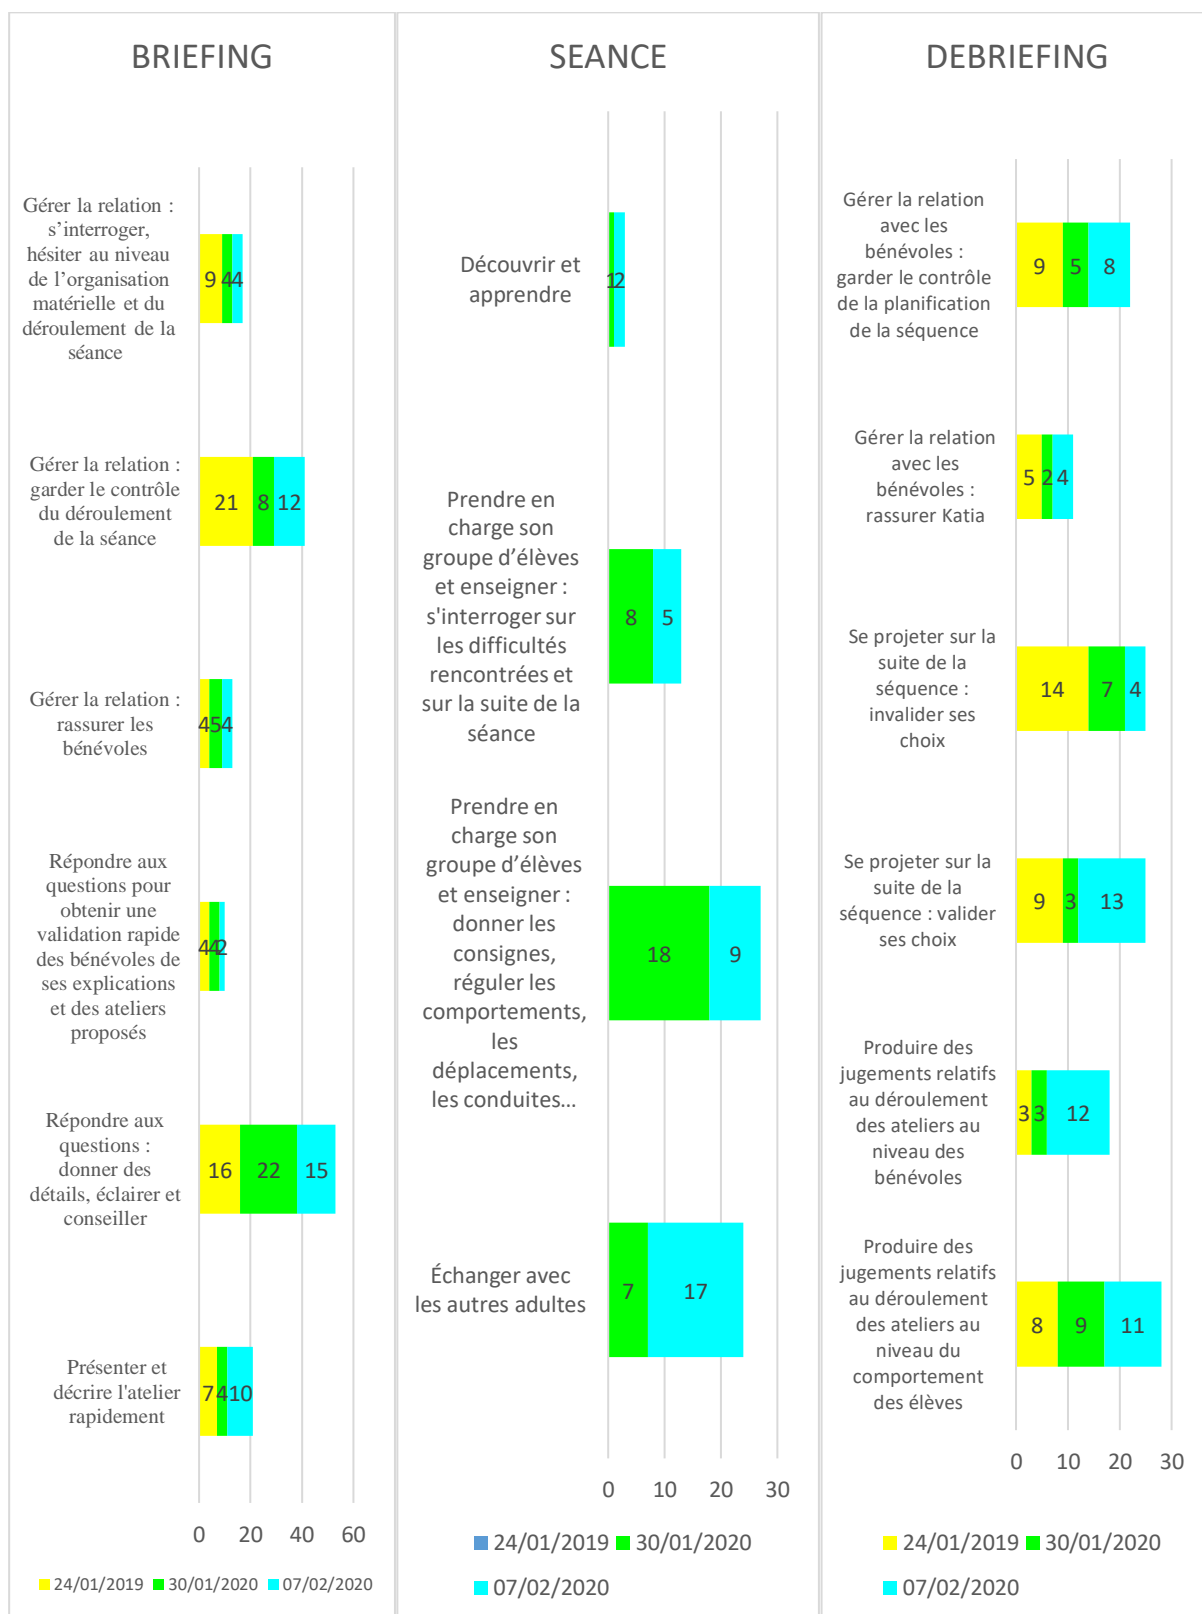 BRIEFING
Gérer la relation :
s’interroger,
hésiter au niveau
de l’organisation
matérielle et du
déroulement de la
séance
9 4 4
Gérer la relation :
garder le contrôle
du déroulement
de la séance
21 8 12
Gérer la relation :
rassurer les
bénévoles
4 5 4
Répondre aux
questions pour
obtenir une
validation rapide
des bénévoles de
ses explications
et des ateliers
proposés
4 4 2
Répondre aux
questions :
donner des
détails, éclairer et
conseiller
16 22 15
Présenter et
décrire l'atelier
rapidement
7 4 10
0 20 40 60
24/01/2019 30/01/2020 07/02/2020
SEANCE
Découvrir et
apprendre
1 2
Prendre en
charge son
groupe d’élèves
et enseigner :
s'interroger sur
les difficultés
rencontrées et
sur la suite de la
séance
8 5
Prendre en
charge son
groupe d’élèves
et enseigner :
donner les
consignes,
réguler les
comportements,
les
déplacements,
les conduites…
18 9
Échanger avec
les autres adultes
7 17
0 10 20 30
24/01/2019 30/01/2020
07/02/2020
DEBRIEFING
Gérer la relation
avec les
bénévoles :
garder le contrôle
de la planification
de la séquence
9 5 8
Gérer la relation
avec les
bénévoles :
rassurer Katia
5 2 4
Se projeter sur la
suite de la
séquence :
invalider ses
choix
14 7 4
Se projeter sur la
suite de la
séquence : valider
ses choix
9 3 13
Produire des
jugements relatifs
au déroulement
des ateliers au
niveau des
bénévoles
3 3 12
Produire des
jugements relatifs
au déroulement
des ateliers au
niveau du
comportement
des élèves
8 9 11
0 10 20 30
24/01/2019 30/01/2020
07/02/2020